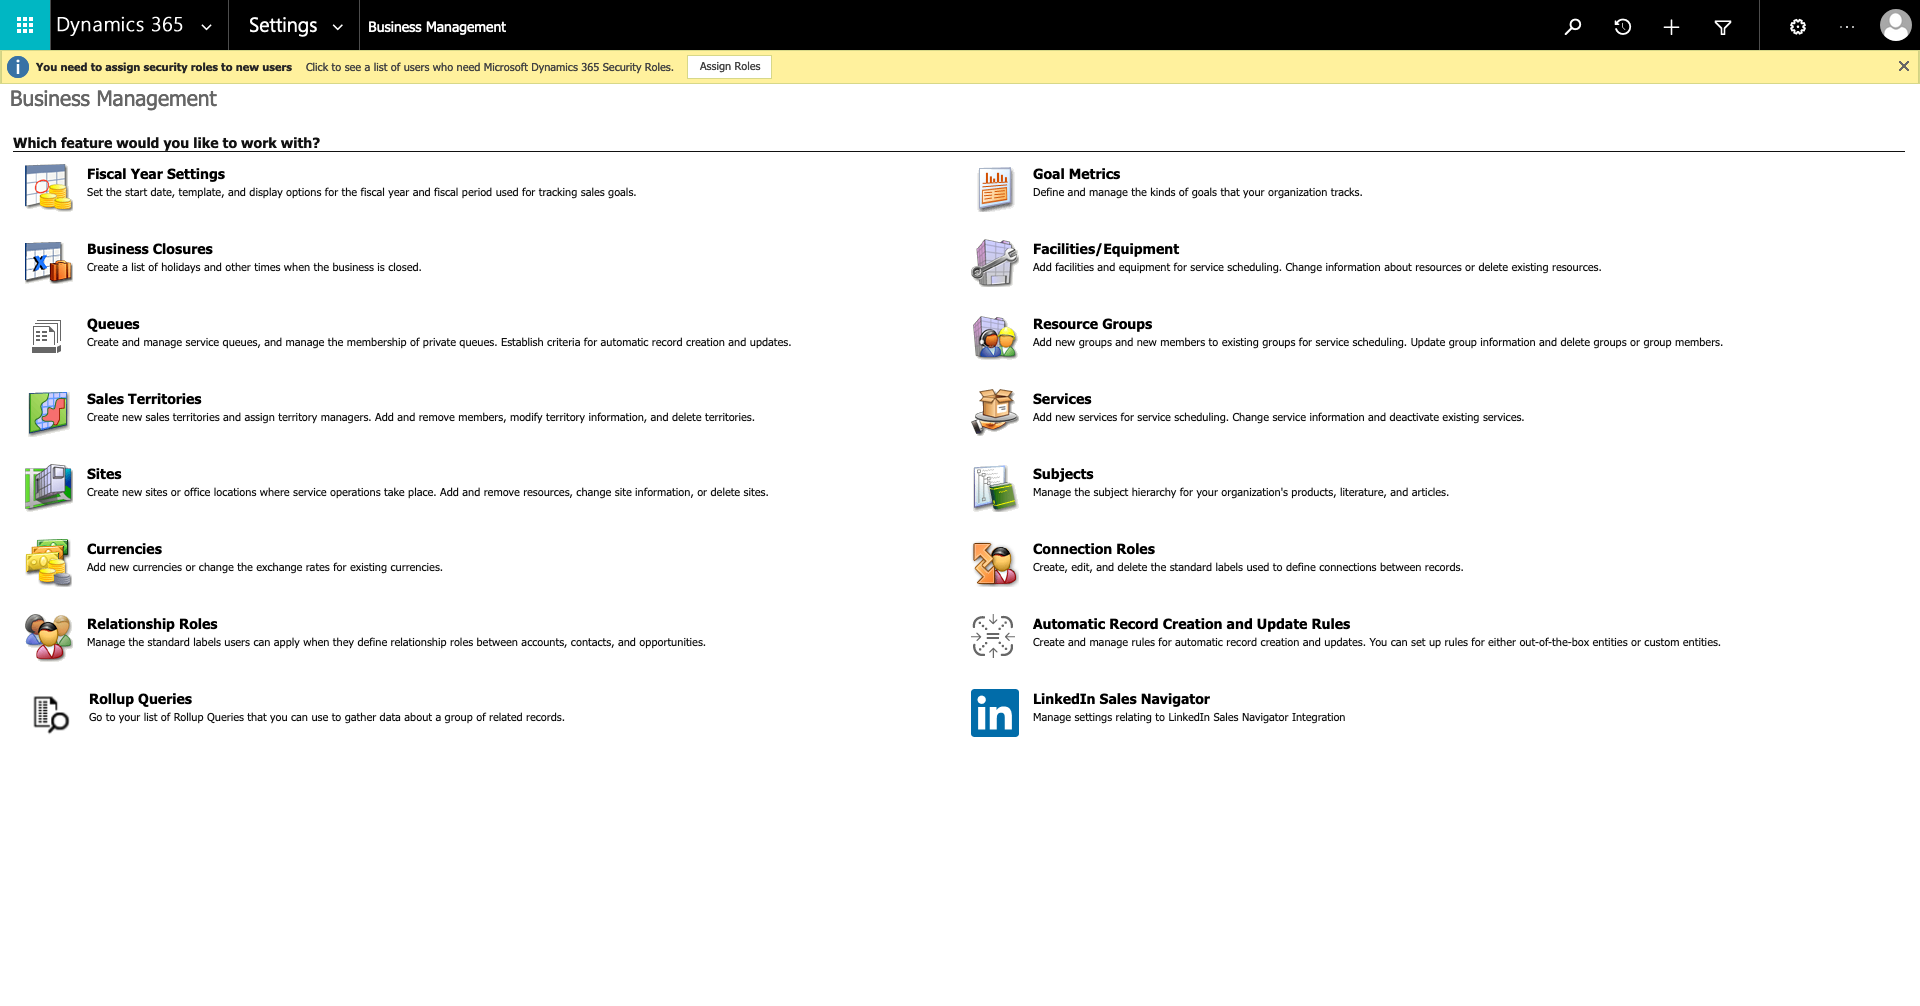 Dynamics 365
Settings
Business Management
You need to assign security roles to new users Click to see a list of users who need Microsoft Dynamics 365 Security Roles. Assign Roles
Business Management
Which feature would you like to work with?
Fiscal Year Settings
Set the start date, template, and display options for the fiscal year and fiscal period used for tracking sales goals.
Goal Metrics
Define and manage the kinds of goals that your organization tracks.
Business Closures
Create a list of holidays and other times when the business is closed.
Facilities/Equipment
Add facilities and equipment for service scheduling. Change information about resources or delete existing resources.
Queues
Create and manage service queues, and manage the membership of private queues. Establish criteria for automatic record creation and updates.
Resource Groups
Add new groups and new members to existing groups for service scheduling. Update group information and delete groups or group members.
Sales Territories
Create new sales territories and assign territory managers. Add and remove members, modify territory information, and delete territories.
Services
Add new services for service scheduling. Change service information and deactivate existing services.
Sites
Create new sites or office locations where service operations take place. Add and remove resources, change site information, or delete sites.
Subjects
Manage the subject hierarchy for your organization's products, literature, and articles.
Currencies
Add new currencies or change the exchange rates for existing currencies.
Connection Roles
Create, edit, and delete the standard labels used to define connections between records.
Relationship Roles
Manage the standard labels users can apply when they define relationship roles between accounts, contacts, and opportunities.
Automatic Record Creation and Update Rules
Create and manage rules for automatic record creation and updates. You can set up rules for either out-of-the-box entities or custom entities.
Rollup Queries
Go to your list of Rollup Queries that you can use to gather data about a group of related records.
in
LinkedIn Sales Navigator
Manage settings relating to LinkedIn Sales Navigator Integration